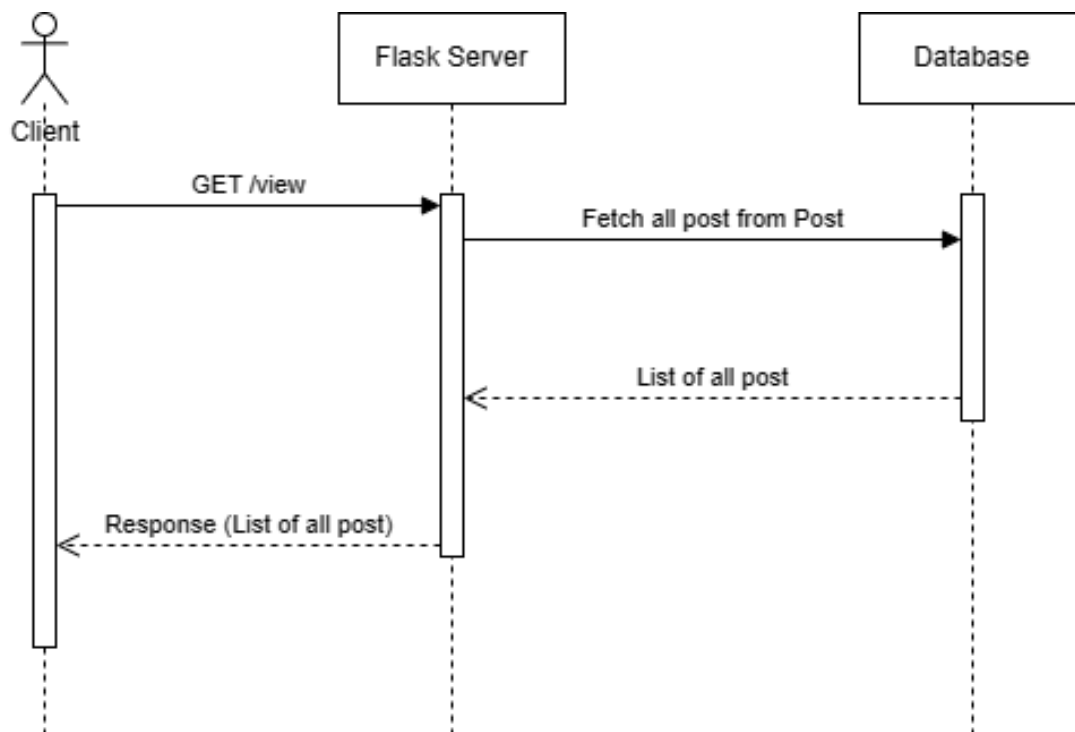 Flask Server
Database
Client
GET /view
Fetch all post from Post
List of all post
Response (List of all post)